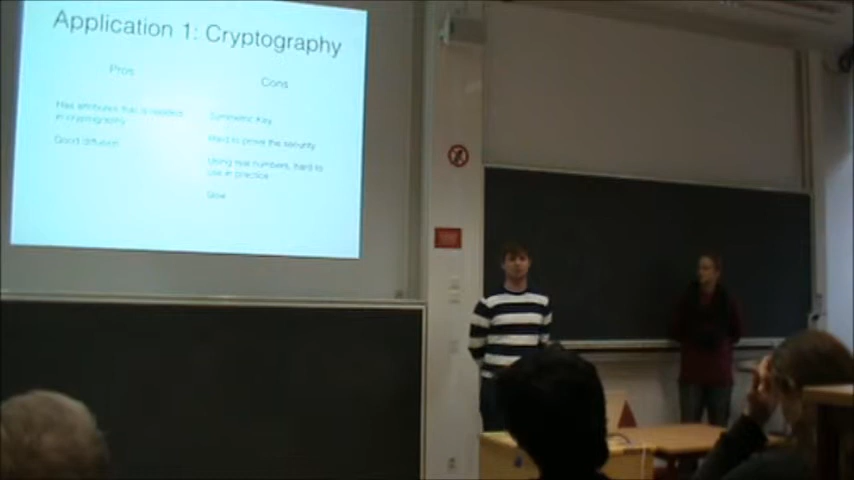 Application 1: Cryptography
Pros
Has attributes that is needed
in cryptography
Good diffusion
Cons
Symmetric Key
Hard to prove the security
Using real numbers, hard to
use in practice
Slow